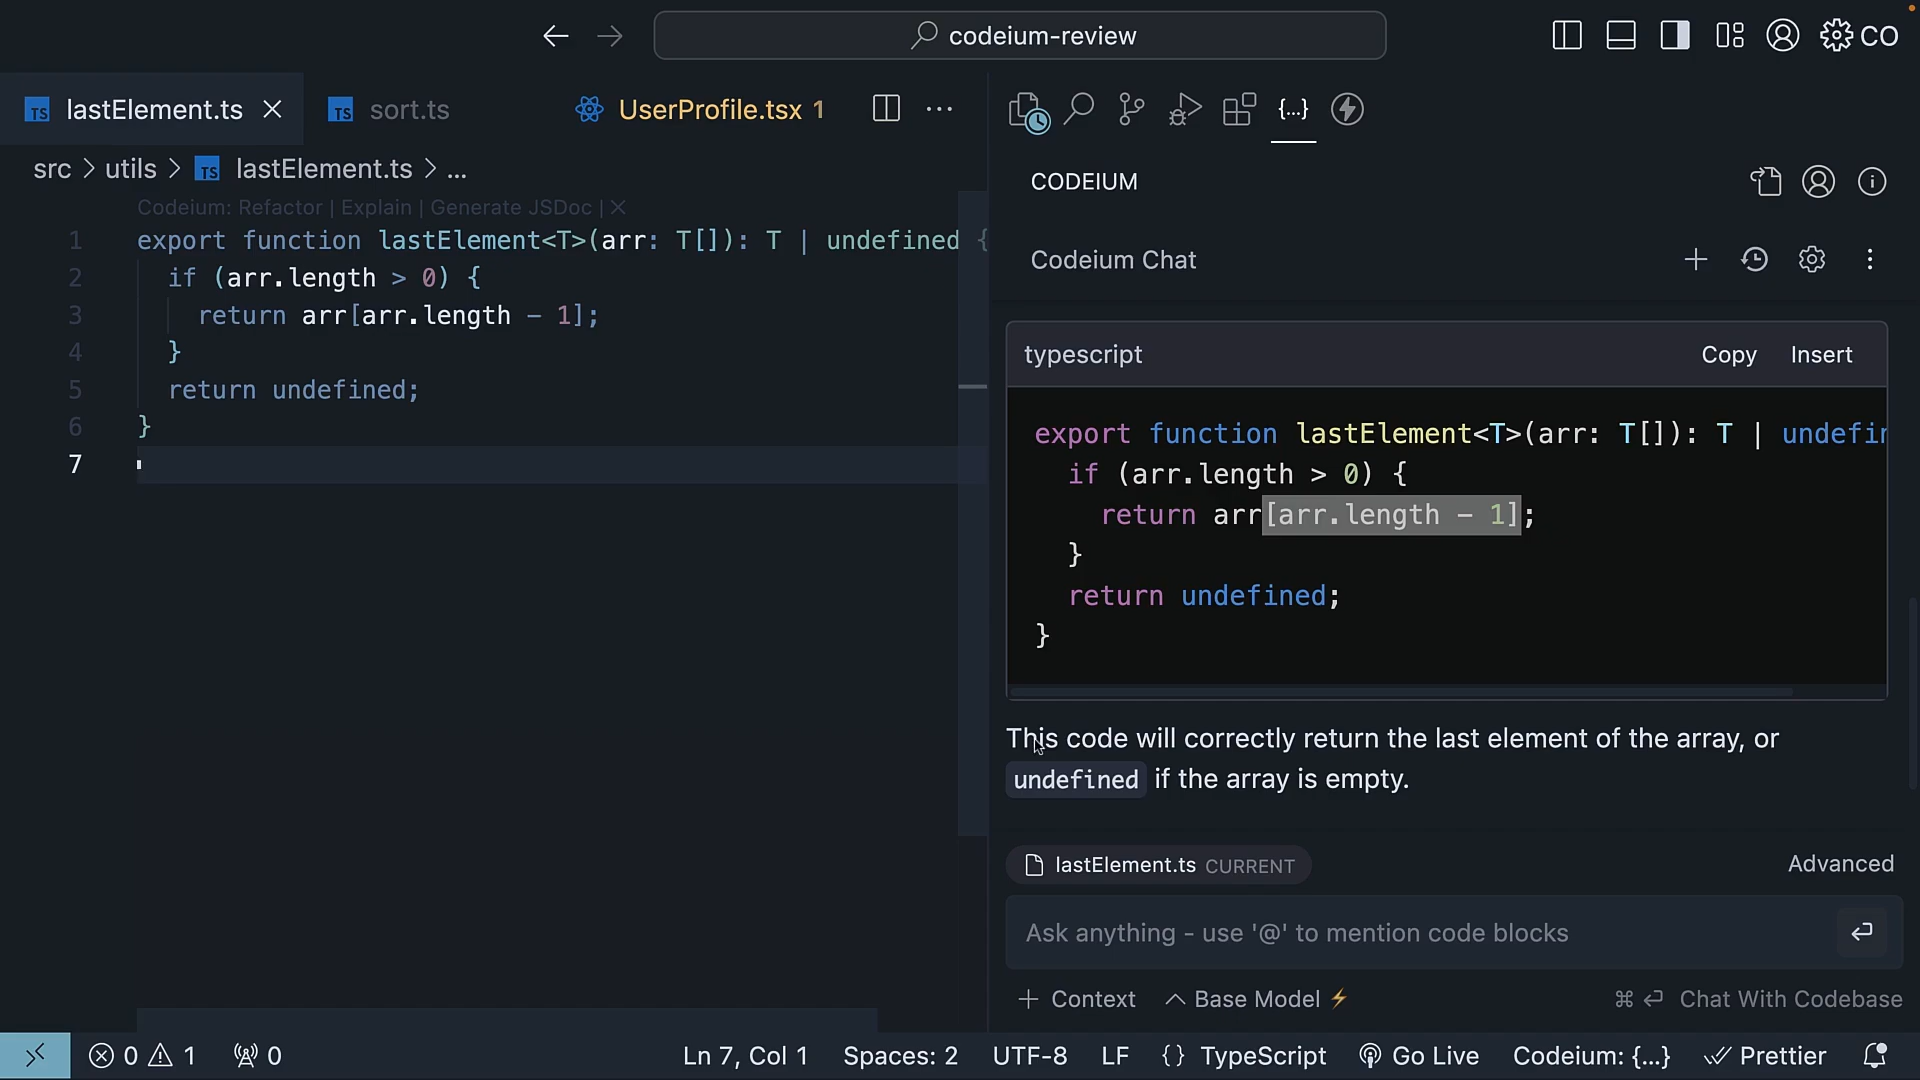 codeium-review
CO
TS lastElement.ts
TS sort.ts
UserProfile.tsx 1
src > utils > TS lastElement.ts > ...
Codeium: Refactor | Explain | Generate JSDoc | ×
1 export function lastElement<T>(arr: T[]): T | undefined {
2 if (arr.length > 0) {
3 return arr[arr.length - 1];
4 }
5 return undefined;
6 }
7
{...}
CODEIUM
Codeium Chat
typescript
Copy
Insert
export function lastElement<T>(arr: T[]): T | undefin
if (arr.length > 0) {
return arr[arr.length - 1];
}
return undefined;
}
This code will correctly return the last element of the array, or
undefined if the array is empty.
lastElement.ts CURRENT
Advanced
Ask anything - use '@' to mention code blocks
+ Context
Base Model ⚡
⌘ ↩ Chat With Codebase
0
1
0
Ln 7, Col 1
Spaces: 2
UTF-8
LF
{} TypeScript
Go Live
Codeium: {...}
Prettier